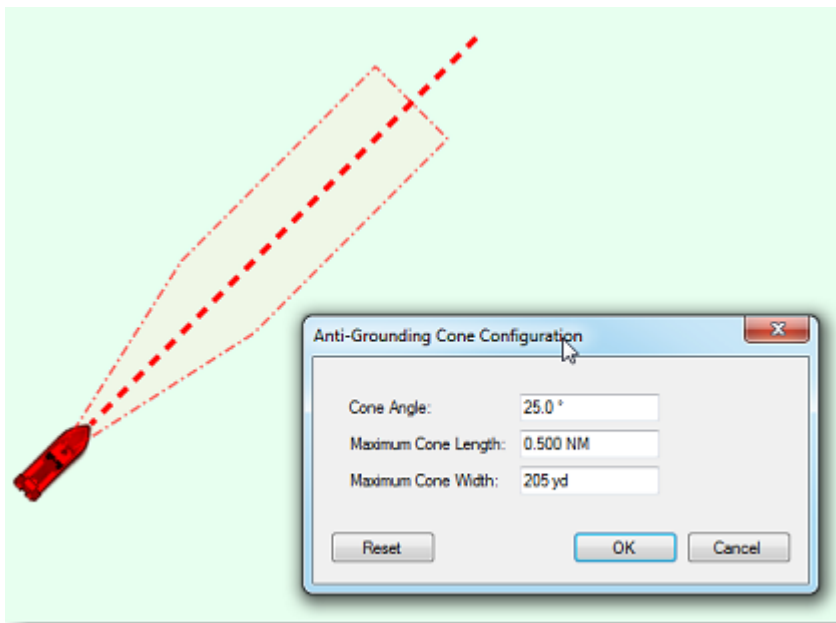 Anti-Grounding Cone Configuration
Cone Angle: 25.0 °
Maximum Cone Length: 0.500 NM
Maximum Cone Width: 205 yd
Reset OK Cancel